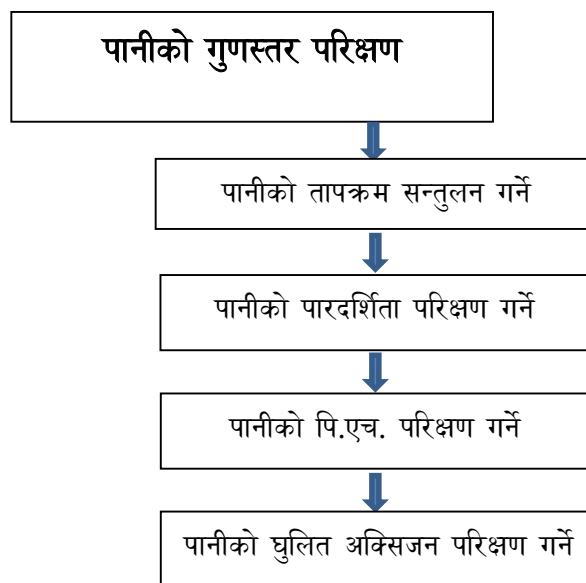 पानीको गुणस्तर परिक्षण
पानीको तापक्रम सन्तुलन गर्ने
पानीको पारदर्शिता परिक्षण गर्ने
पानीको पि.एच. परिक्षण गर्ने
पानीको घुलित अक्सिजन परिक्षण गर्ने